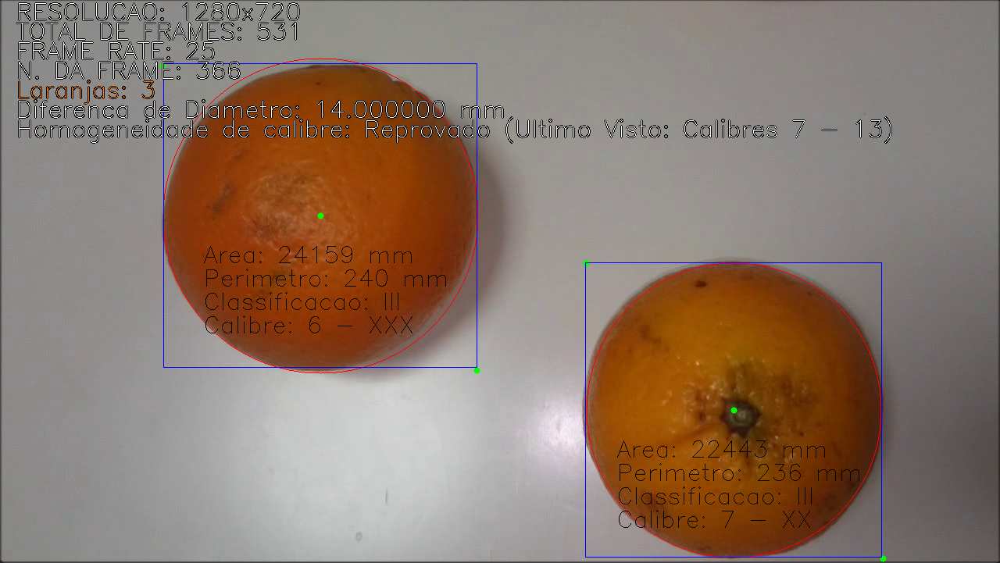 RESOLUCAO: 1280x720
TOTAL DE FRAMES: 531
FRAME RATE: 25
N. DA FRAME: 366
Laranjas: 3
Diferenca de Diametro: 14.000000 mm
Homogeneidade de calibre: Reprovado (Ultimo Visto: Calibres 7 - 13)
Area: 24159 mm
Perimetro: 240 mm
Classificacao: III
Calibre: 6 - XXX
Area: 22443 mm
Perimetro: 236 mm
Classificacao: III
Calibre: 7 - XX